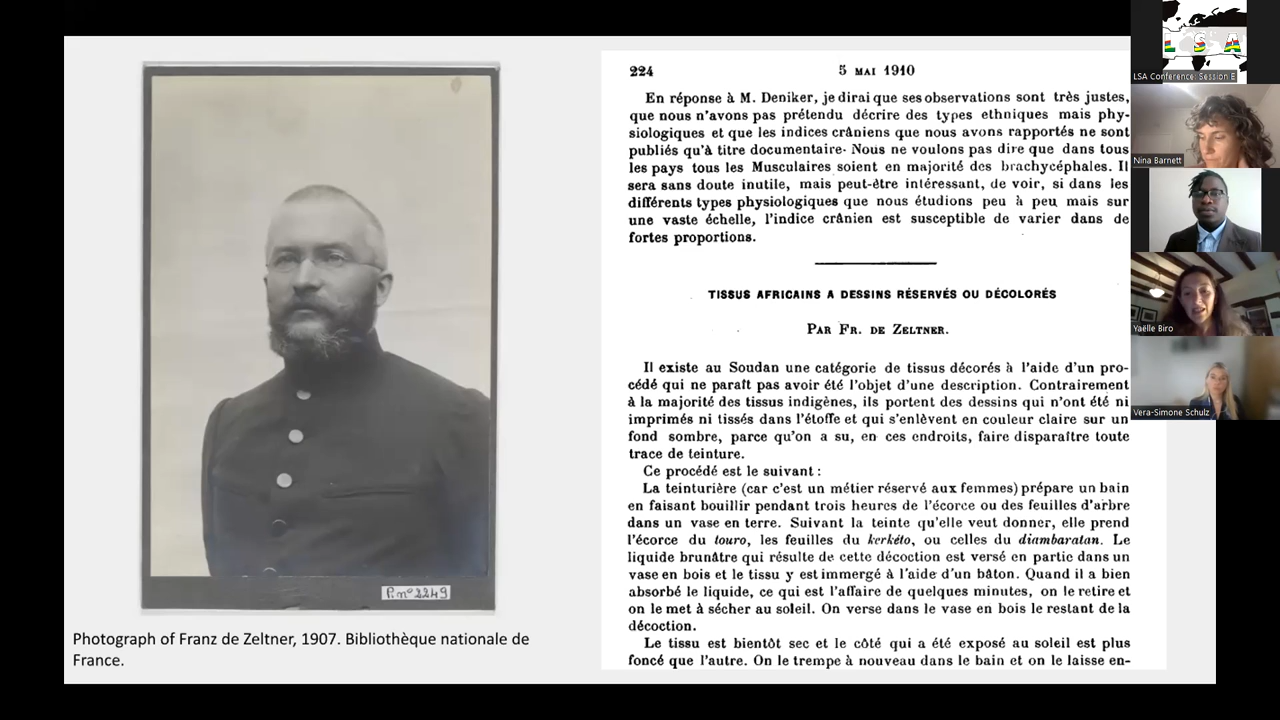 P. n° 2249
Photograph of Franz de Zeltner, 1907. Bibliothèque nationale de
France.
224
5 MAI 1910
En réponse à M. Deniker, je dirai que ses observations sont très justes,
que nous n'avons pas prétendu décrire des types ethniques mais phy-
siologiques et que les indices crâniens que nous avons rapportés ne sont
publiés qu'à titre documentaire. Nous ne voulons pas dire que dans tous
les pays tous les Musculaires soient en majorité des brachycéphales. Il
sera sans doute inutile, mais peut-être intéressant, de voir, si dans les
différents types physiologiques que nous étudions peu à peu mais sur
une vaste échelle, l'indice crânien est susceptible de varier dans de
fortes proportions.
TISSUS AFRICAINS A DESSINS RÉSERVÉS OU DÉCOLORÉS
PAR FR. DE ZELTNER.
Il existe au Soudan une catégorie de tissus décorés à l'aide d'un pro-
cédé qui ne paraît pas avoir été l'objet d'une description. Contrairement
à la majorité des tissus indigènes, ils portent des dessins qui n'ont été ni
imprimés ni tissés dans l'étoffe et qui s'enlèvent en couleur claire sur un
fond sombre, parce qu'on a su, en ces endroits, faire disparaître toute
trace de teinture.
Ce procédé est le suivant :
La teinturière (car c'est un métier réservé aux femmes) prépare un bain
en faisant bouillir pendant trois heures de l'écorce ou des feuilles d'arbre
dans un vase en terre. Suivant la teinte qu'elle veut donner, elle prend
l'écorce du touro, les feuilles du kerkéto, ou celles du diambaratan. Le
liquide brunâtre qui résulte de cette décoction est versé en partie dans un
vase en bois et le tissu y est immergé à l'aide d'un bâton. Quand il a bien
absorbé le liquide, ce qui est l'affaire de quelques minutes, on le retire et
on le met à sécher au soleil. On verse dans le vase en bois le restant de la
décoction.
Le tissu est bientôt sec et le côté qui a été exposé au soleil est plus
foncé que l'autre. On le trempe à nouveau dans le bain et on le laisse en-
L S A
LSA Conference: Session E
Nina Barnett
Yaëlle Biro
Vera-Simone Schulz